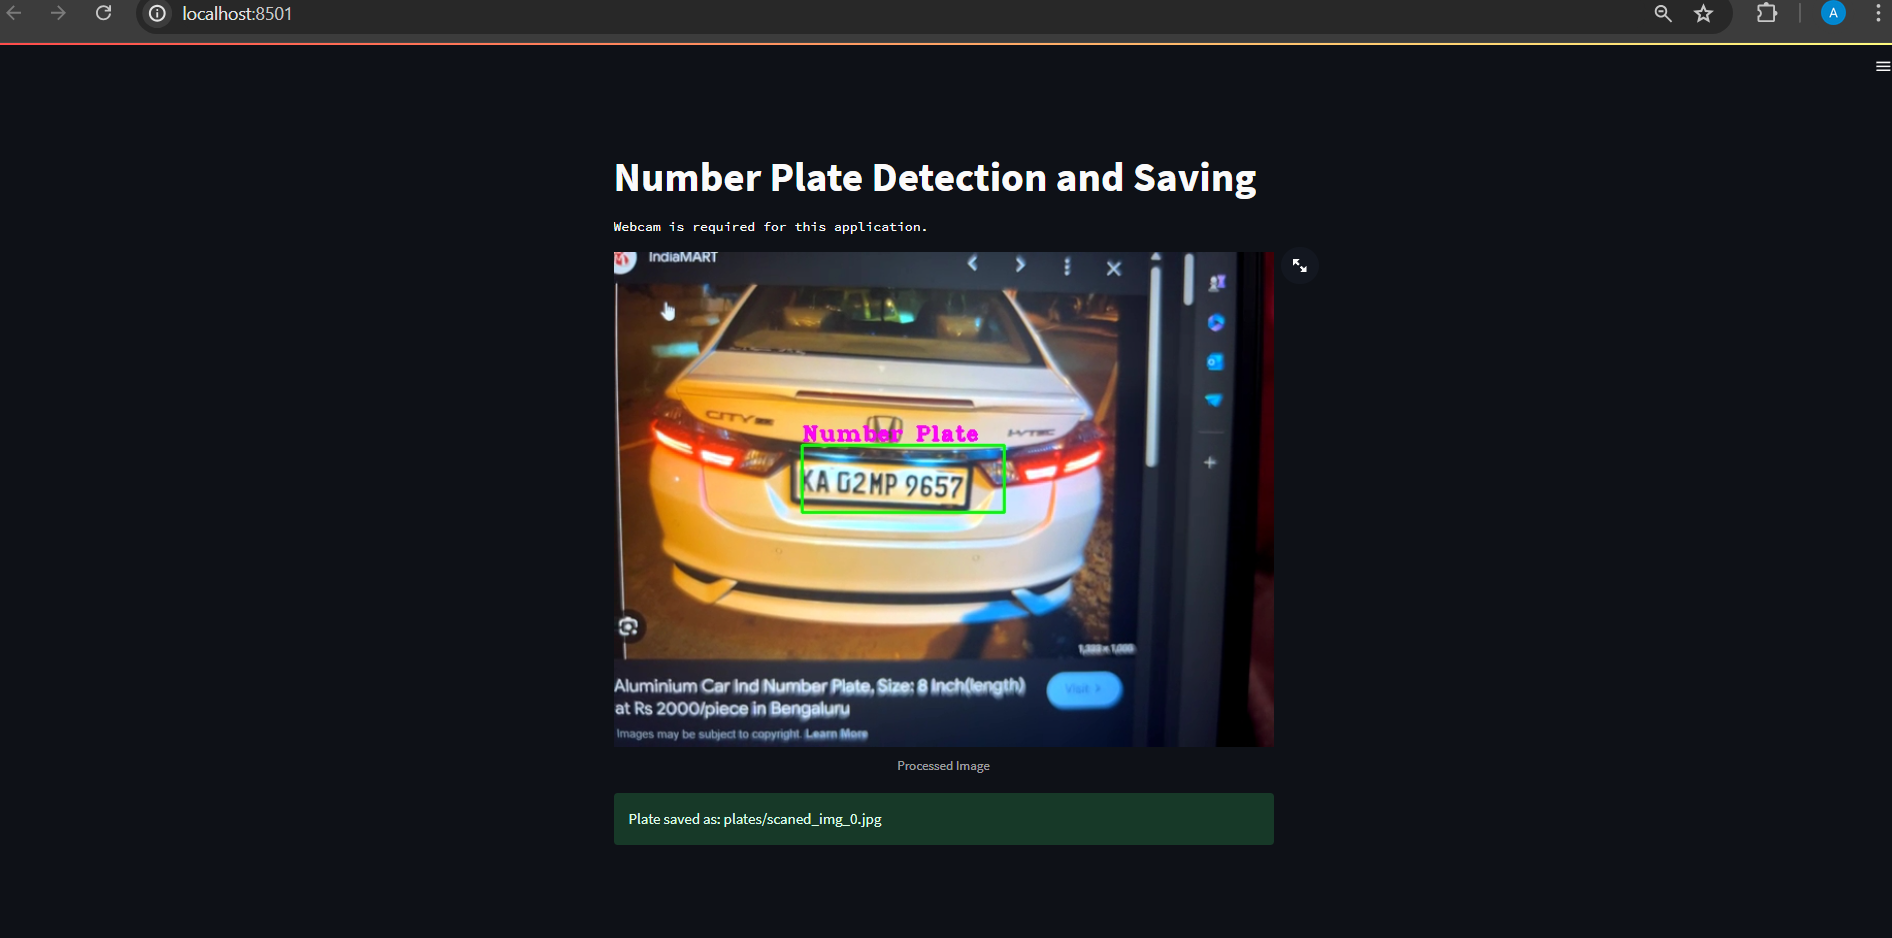 localhost:8501
A
Number Plate Detection and Saving
Webcam is required for this application.
IndiaMART
CITY
Number Plate
i-VTEC
KA 02MP 9657
1,333 × 1,000
Aluminium Car Ind Number Plate, Size: 8 Inch(length)
at Rs 2000/piece in Bengaluru
Visit >
Images may be subject to copyright. Learn More
Processed Image
Plate saved as: plates/scaned_img_0.jpg